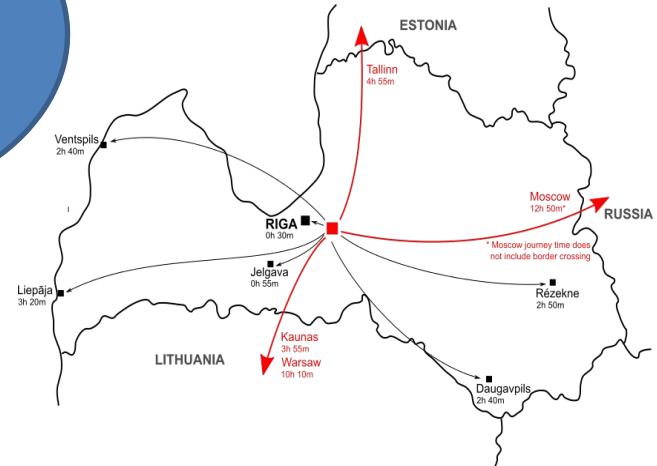 ESTONIA
Tallinn
4h 55m
Ventspils
2h 40m
Moscow
12h 50m*
RUSSIA
RIGA
0h 30m
* Moscow journey time does
not include border crossing
Jelgava
0h 55m
Liepāja
3h 20m
Rēzekne
2h 50m
Kaunas
3h 55m
Warsaw
10h 10m
LITHUANIA
Daugavpils
2h 40m